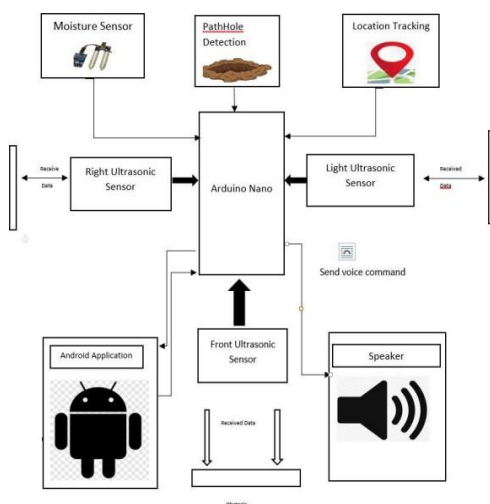 Moisture Sensor
PathHole
Detection
Location Tracking
Receive
Data
Right Ultrasonic
Sensor
Arduino Nano
Light Ultrasonic
Sensor
Received
Data
Send voice command
Android Application
Front Ultrasonic
Sensor
Speaker
Received Data